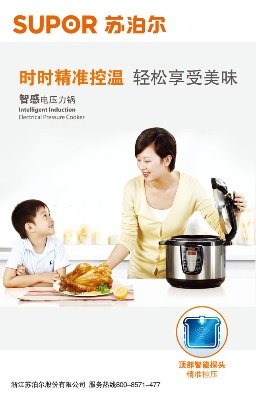 SUPOR 苏泊尔
时时精准控温 轻松享受美味
智感电压力锅
Intelligent Induction
Electrical Pressure Cooker
顶部智能探头
精准控压
浙江苏泊尔股份有限公司 服务热线800-8571-477